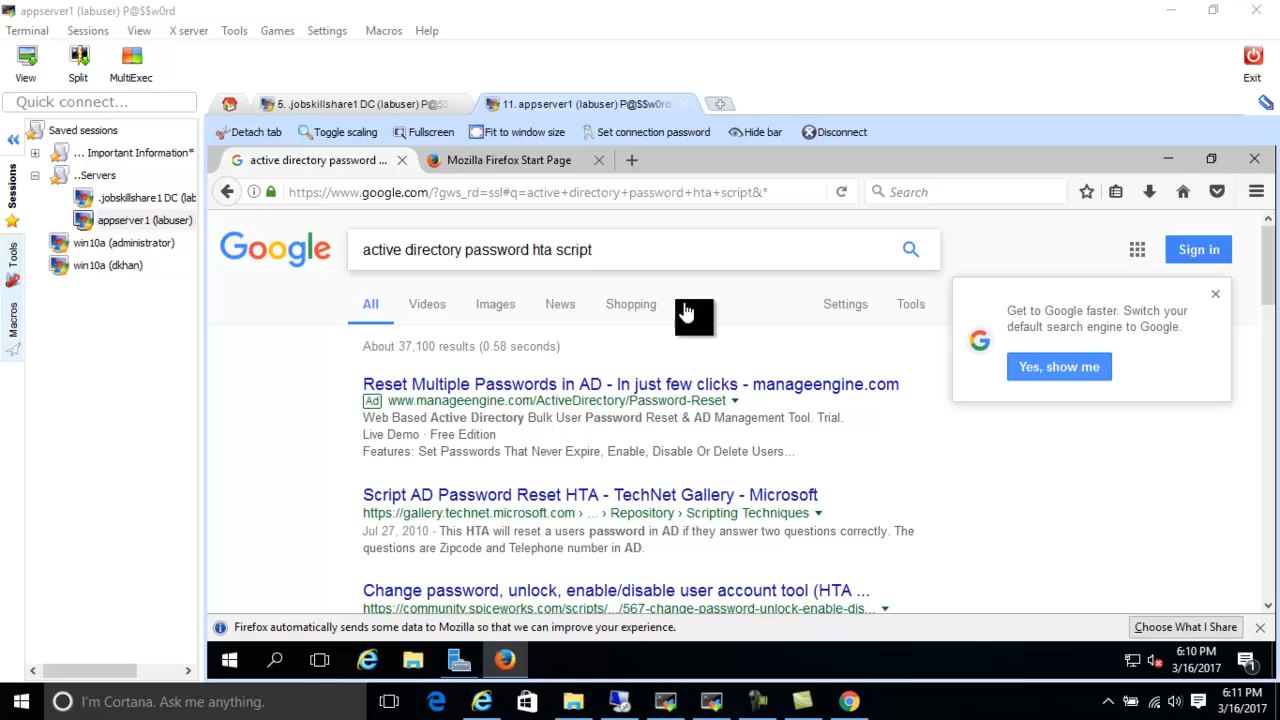 appserver1 (labuser) P@$$w0rd
Terminal Sessions View X server Tools Games Settings Macros Help
View Split MultiExec Exit
Quick connect...
5. .jobskillshare1 DC (labuser) P@$$
11. appserver1 (labuser) P@$$w0rd
Detach tab Toggle scaling Fullscreen Fit to window size Set connection password Hide bar Disconnect
Sessions
Tools
Macros
Saved sessions
... Important Information*
..Servers
.jobskillshare1 DC (lab
appserver1 (labuser)
win10a (administrator)
win10a (dkhan)
active directory password ...
Mozilla Firefox Start Page
https://www.google.com/?gws_rd=ssl#q=active+directory+password+hta+script&*
Search
Google
active directory password hta script
Sign in
All Videos Images News Shopping Settings Tools
Get to Google faster. Switch your
default search engine to Google.
Yes, show me
About 37,100 results (0.58 seconds)
Reset Multiple Passwords in AD - In just few clicks - manageengine.com
Ad www.manageengine.com/ActiveDirectory/Password-Reset
Web Based Active Directory Bulk User Password Reset & AD Management Tool. Trial.
Live Demo · Free Edition
Features: Set Passwords That Never Expire, Enable, Disable Or Delete Users...
Script AD Password Reset HTA - TechNet Gallery - Microsoft
https://gallery.technet.microsoft.com › ... › Repository › Scripting Techniques
Jul 27, 2010 - This HTA will reset a users password in AD if they answer two questions correctly. The
questions are Zipcode and Telephone number in AD.
Change password, unlock, enable/disable user account tool (HTA ...
https://community.spiceworks.com/scripts/.../567-change-password-unlock-enable-dis...
Firefox automatically sends some data to Mozilla so that we can improve your experience.
Choose What I Share
6:10 PM
3/16/2017
1
I'm Cortana. Ask me anything.
6:11 PM
3/16/2017